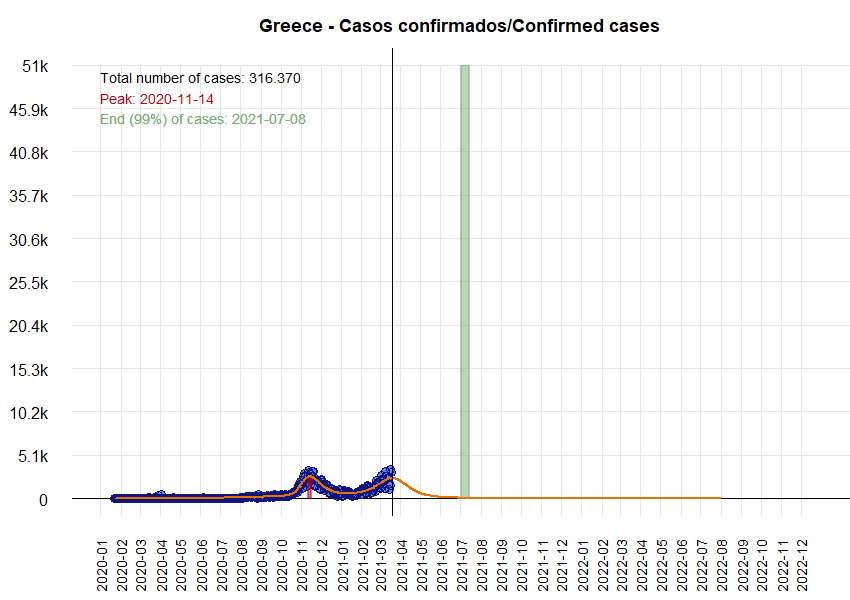 Greece - Casos confirmados/Confirmed cases
51k
Total number of cases: 316.370
Peak: 2020-11-14
End (99%) of cases: 2021-07-08
45.9k
40.8k
35.7k
30.6k
25.5k
20.4k
15.3k
10.2k
5.1k
0
2020-01
2020-02
2020-03
2020-04
2020-05
2020-06
2020-07
2020-08
2020-09
2020-10
2020-11
2020-12
2021-01
2021-02
2021-03
2021-04
2021-05
2021-06
2021-07
2021-08
2021-09
2021-10
2021-11
2021-12
2022-01
2022-02
2022-03
2022-04
2022-05
2022-06
2022-07
2022-08
2022-09
2022-10
2022-11
2022-12